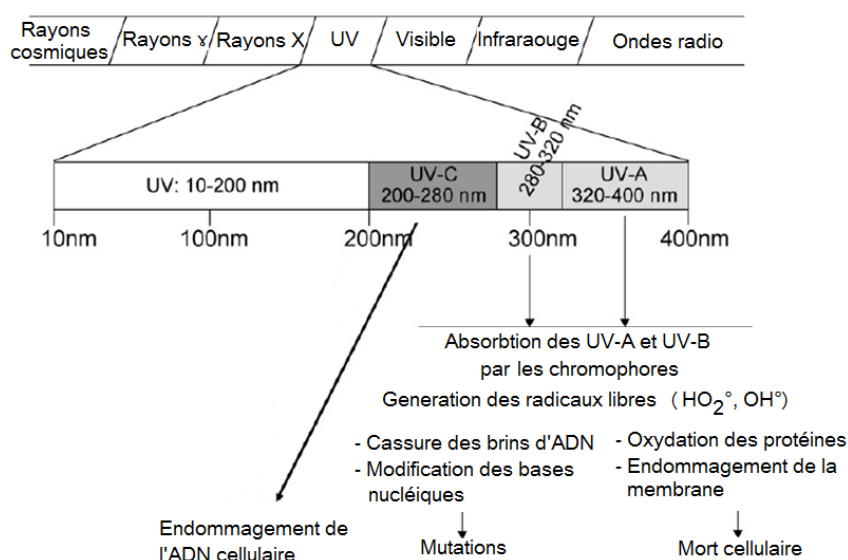 Rayons
cosmiques
Rayons ɤ
Rayons X
UV
Visible
Infraraouge
Ondes radio
UV: 10-200 nm
UV-C
200-280 nm
UV-B
280-320 nm
UV-A
320-400 nm
10nm
100nm
200nm
300nm
400nm
Absorbtion des UV-A et UV-B
par les chromophores
Generation des radicaux libres ( HO2°, OH°)
- Cassure des brins d'ADN
- Modification des bases
nucléiques
- Oxydation des protéines
- Endommagement de la
membrane
Endommagement de
l'ADN cellulaire
Mutations
Mort cellulaire